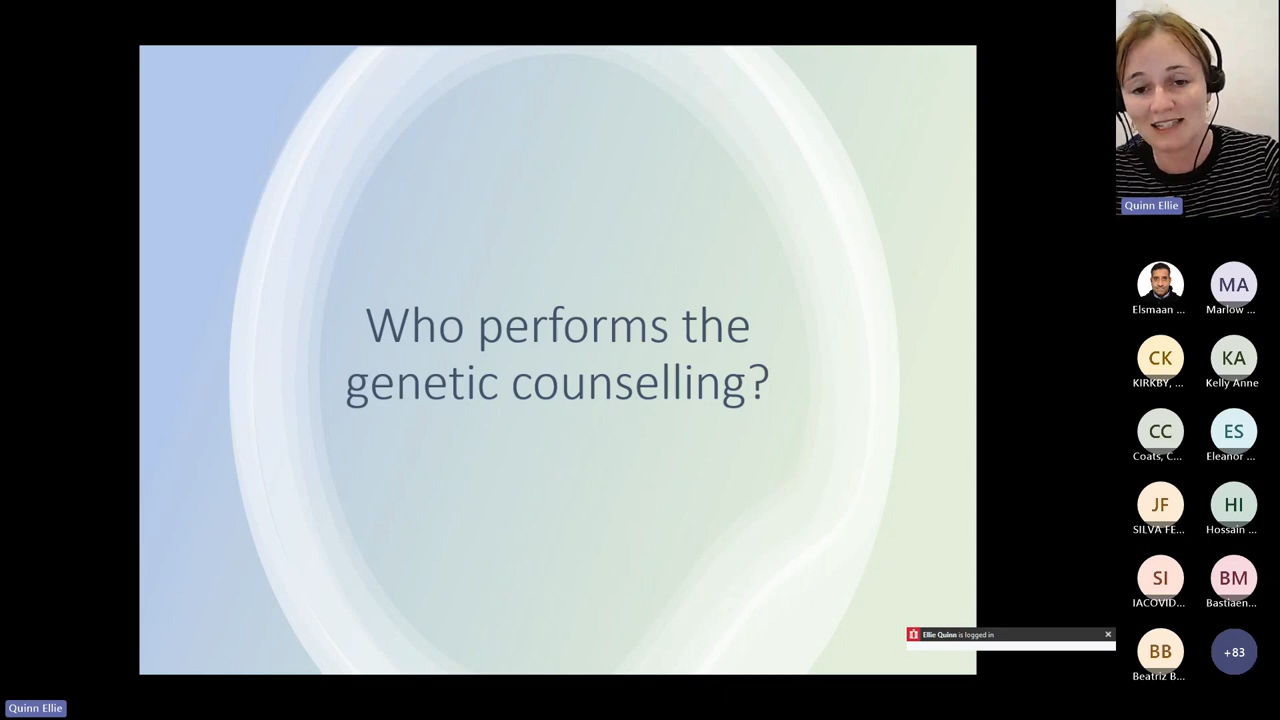 Who performs the
genetic counselling?
Quinn Ellie
Elsmaan ...
MA
Marlow ...
CK
KIRKBY, ...
KA
Kelly Anne
CC
Coats, C...
ES
Eleanor ...
JF
SILVA FE...
HI
Hossain ...
SI
IACOVID...
BM
Bastiaen...
BB
Beatriz B...
+83
Ellie Quinn is logged in
Quinn Ellie